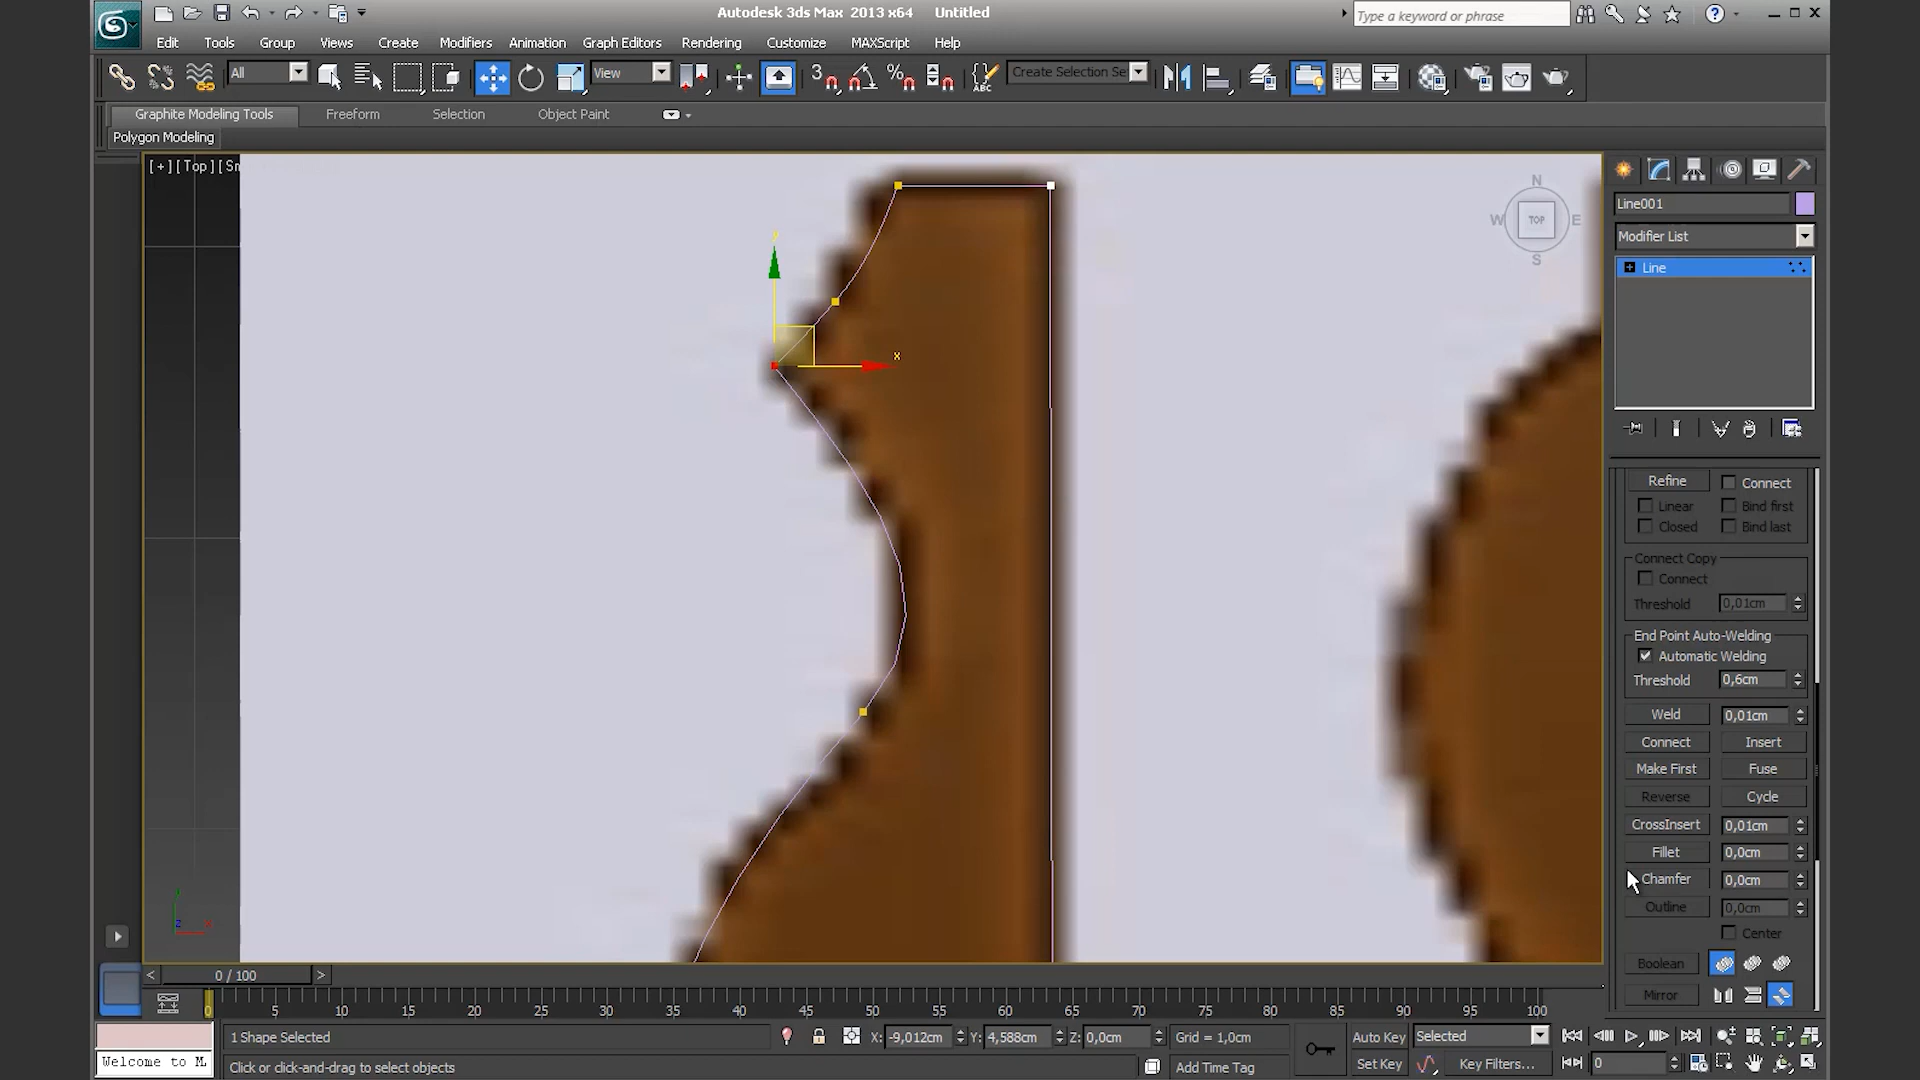 Autodesk 3ds Max 2013 x64 Untitled
Type a keyword or phrase
Edit Tools Group Views Create Modifiers Animation Graph Editors Rendering Customize MAXScript Help
All
View
3
%
ABC
Create Selection Se
Graphite Modeling Tools Freeform Selection Object Paint
Polygon Modeling
[+][Top][Sm
N
W TOP E
S
y
x
Line001
Modifier List
Line
Refine Connect
Linear Bind first
Closed Bind last
Connect Copy
Connect
Threshold 0,01cm
End Point Auto-Welding
Automatic Welding
Threshold 0,6cm
Weld 0,01cm
Connect Insert
Make First Fuse
Reverse Cycle
CrossInsert 0,01cm
Fillet 0,0cm
Chamfer 0,0cm
Outline 0,0cm
Center
Boolean
Mirror
z x
< 0 / 100 >
0 5 10 15 20 25 30 35 40 45 50 55 60 65 70 75 80 85 90 95 100
1 Shape Selected X: -9,012cm Y: 4,588cm Z: 0,0cm Grid = 1,0cm Auto Key Selected
Welcome to M. Click or click-and-drag to select objects Add Time Tag Set Key Key Filters... 0